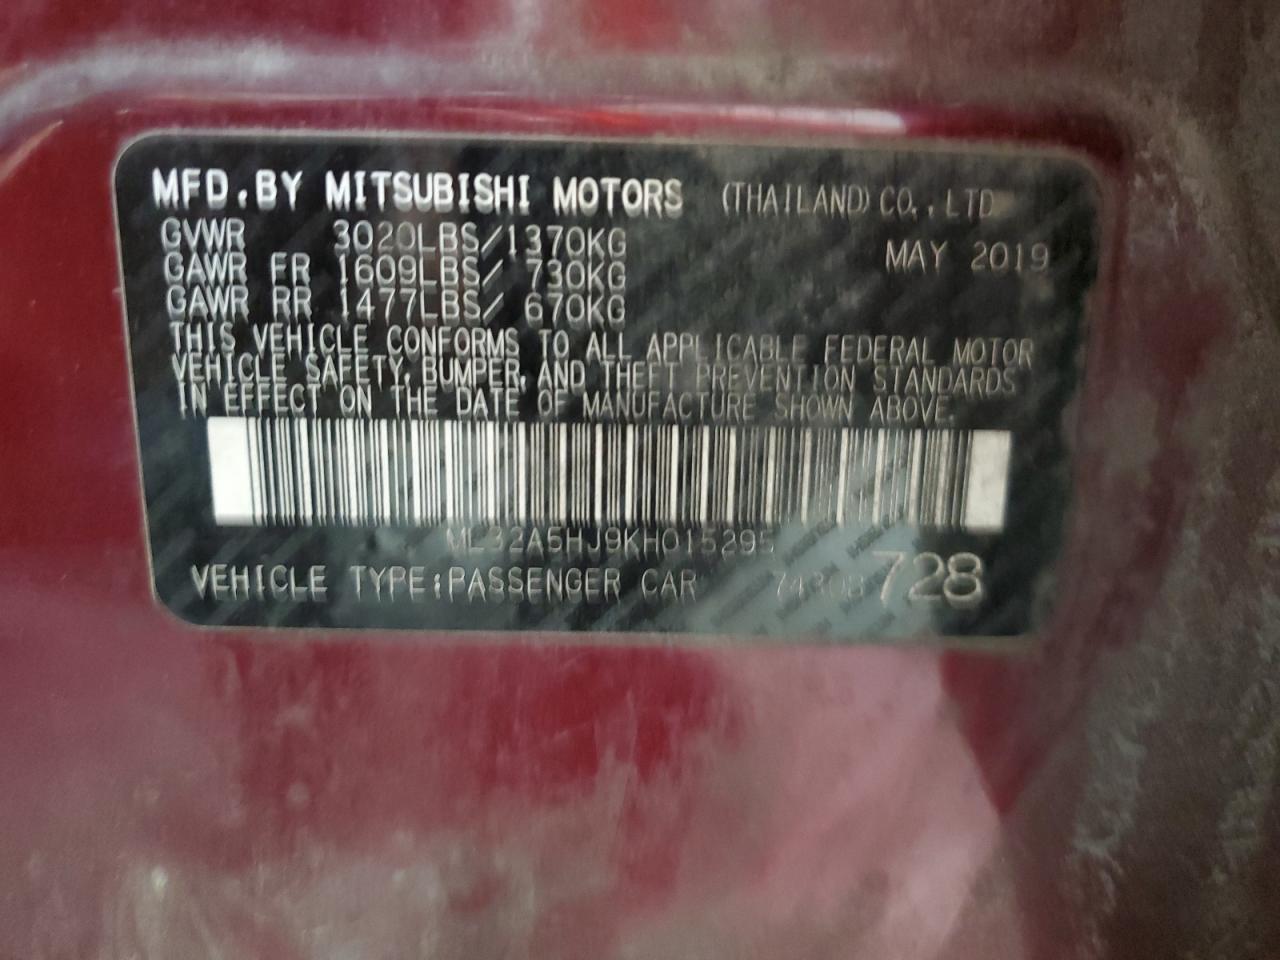 MFD.BY MITSUBISHI MOTORS (THAILAND) CO.,LTD
GVWR 3020LBS/1370KG MAY 2019
GAWR FR 1609LBS/ 730KG
GAWR RR 1477LBS/ 670KG
THIS VEHICLE CONFORMS TO ALL APPLICABLE FEDERAL MOTOR
VEHICLE SAFETY, BUMPER, AND THEFT PREVENTION STANDARDS
IN EFFECT ON THE DATE OF MANUFACTURE SHOWN ABOVE.
ML32A5HJ9KH015295
VEHICLE TYPE:PASSENGER CAR 728